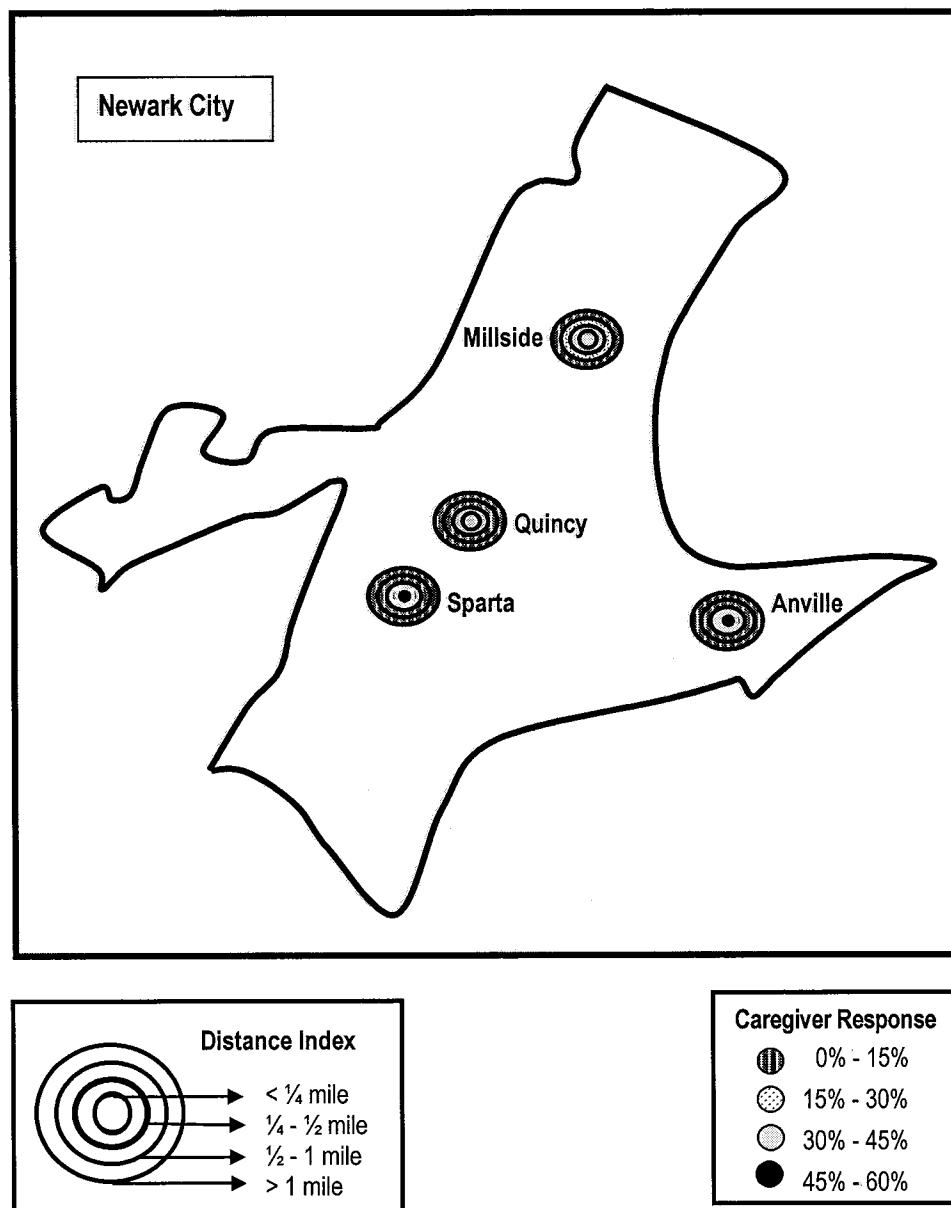 Newark City
Millside
Quincy
Sparta
Anville
Distance Index
< ¼ mile
¼ - ½ mile
½ - 1 mile
> 1 mile
Caregiver Response
0% - 15%
15% - 30%
30% - 45%
45% - 60%